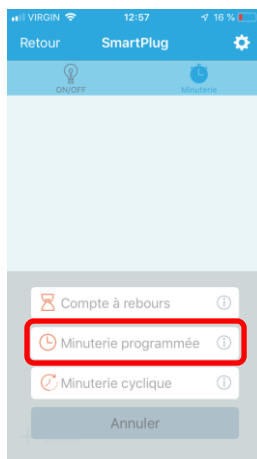 VIRGIN 12:57 16 %
Retour SmartPlug
ON/OFF Minuterie
Compte à rebours
Minuterie programmée
Minuterie cyclique
Annuler